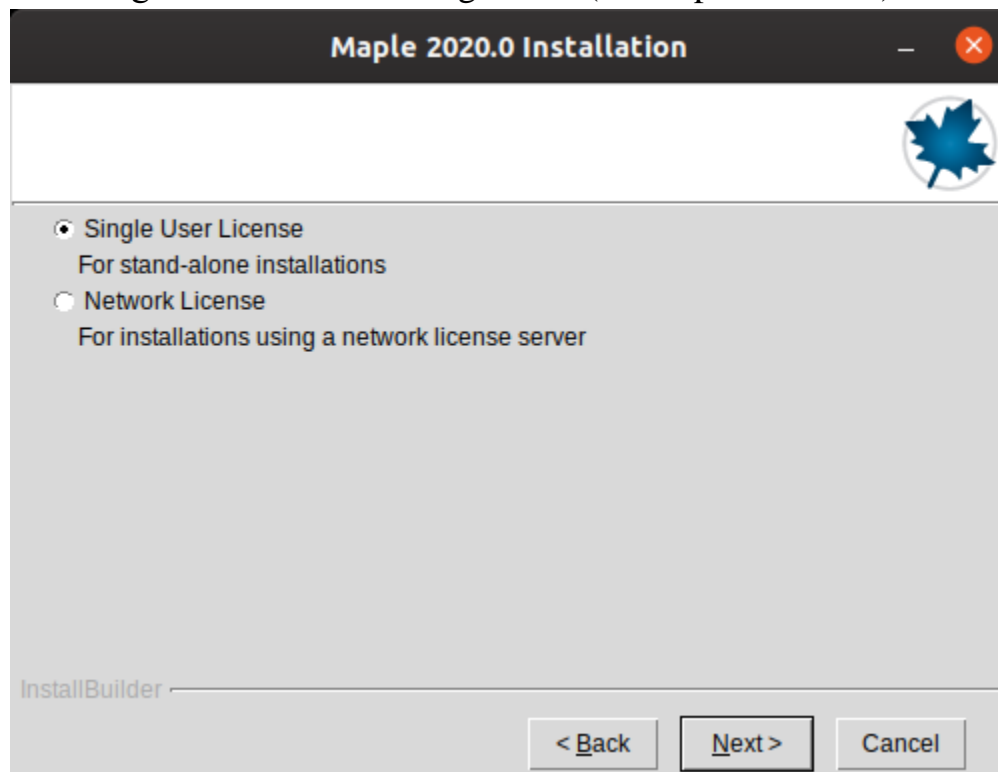 Maple 2020.0 Installation
Single User License
For stand-alone installations
Network License
For installations using a network license server
InstallBuilder
< Back Next > Cancel